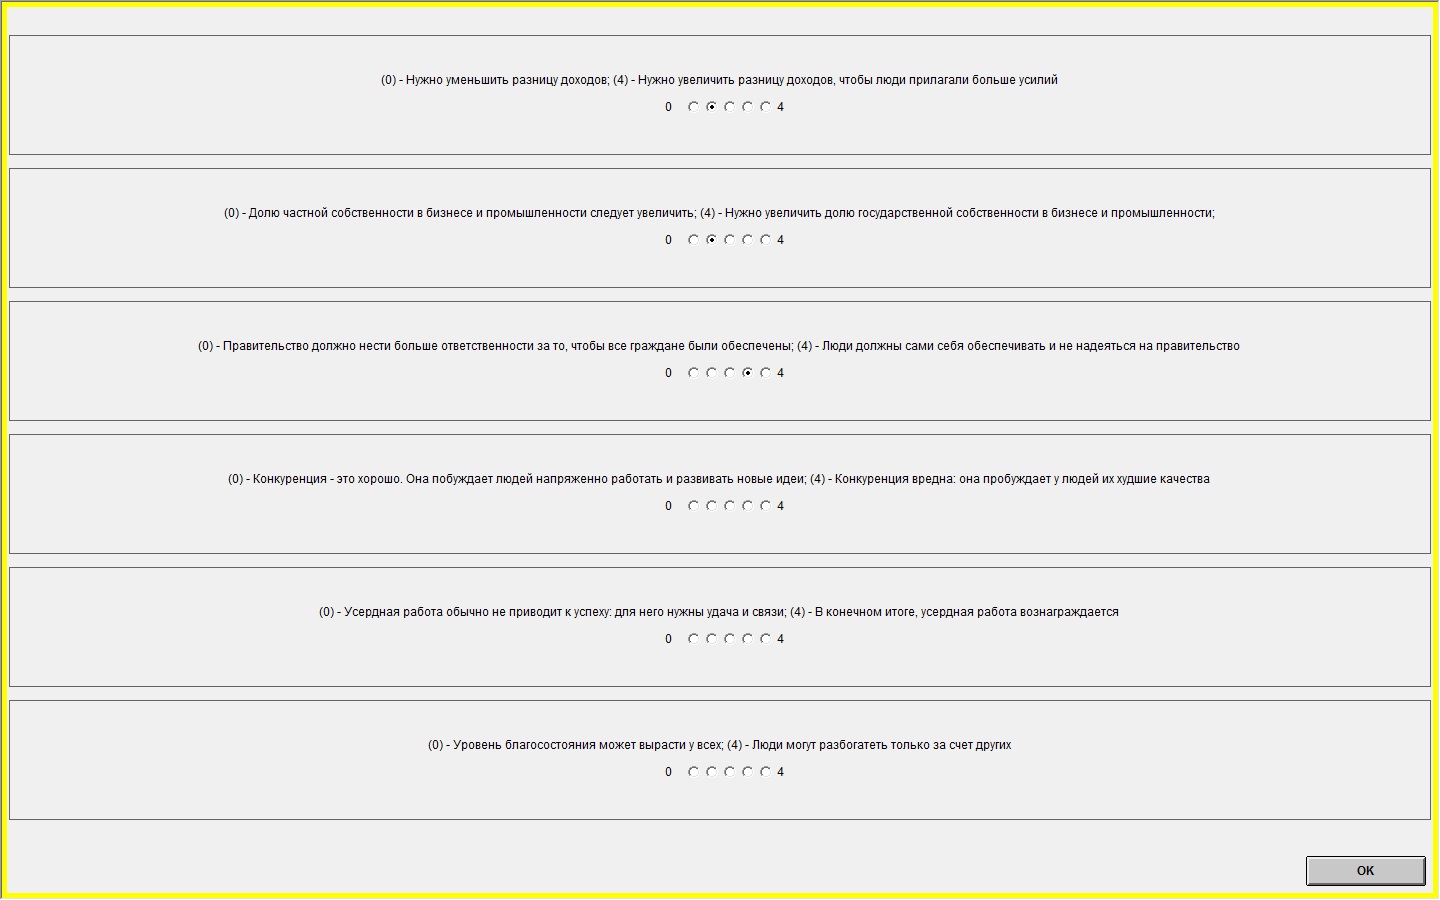 (0) - Нужно уменьшить разницу доходов; (4) - Нужно увеличить разницу доходов, чтобы люди прилагали больше усилий
0 4
(0) - Долю частной собственности в бизнесе и промышленности следует увеличить; (4) - Нужно увеличить долю государственной собственности в бизнесе и промышленности;
0 4
(0) - Правительство должно нести больше ответственности за то, чтобы все граждане были обеспечены; (4) - Люди должны сами себя обеспечивать и не надеяться на правительство
0 4
(0) - Конкуренция - это хорошо. Она побуждает людей напряженно работать и развивать новые идеи; (4) - Конкуренция вредна: она пробуждает у людей их худшие качества
0 4
(0) - Усердная работа обычно не приводит к успеху: для него нужны удача и связи; (4) - В конечном итоге, усердная работа вознаграждается
0 4
(0) - Уровень благосостояния может вырасти у всех; (4) - Люди могут разбогатеть только за счет других
0 4
OK